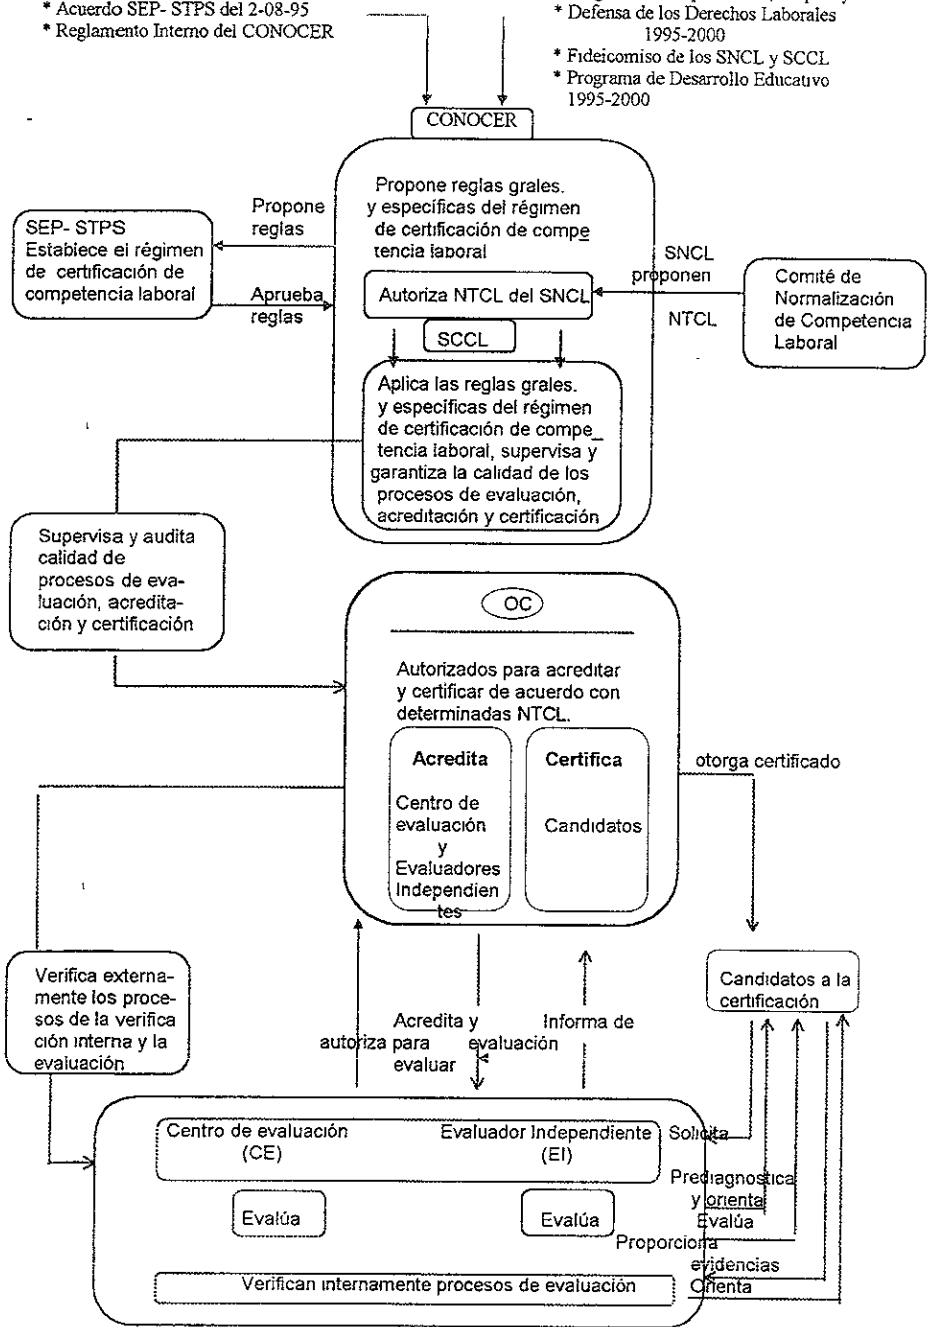 * Acuerdo SEP- STPS del 2-08-95
* Reglamento Interno del CONOCER
* Defensa de los Derechos Laborales
1995-2000
* Fideicomiso de los SNCL y SCCL
* Programa de Desarrollo Educativo
1995-2000
CONOCER
Propone reglas grales.
y específicas del régimen
de certificación de compe_
tencia laboral
Propone
reglas
SEP- STPS
Estabiece el régimen
de certificación de
competencia laboral
Aprueba
reglas
Autoriza NTCL del SNCL
SNCL
proponen
NTCL
Comité de
Normalización
de Competencia
Laboral
SCCL
Aplica las reglas grales.
y específicas del régimen
de certificación de compe_
tencia laboral, supervisa y
garantiza la calidad de los
procesos de evaluación,
acreditación y certificación
Supervisa y audita
calidad de
procesos de eva-
luación, acredita-
ción y certificación
OC
Autorizados para acreditar
y certificar de acuerdo con
determinadas NTCL.
Acredita
Centro de
evaluación
y
Evaluadores
Independien
tes
Certifica
Candidatos
otorga certificado
Verifica externa-
mente los proce-
sos de la verifica
ción interna y la
evaluación
Candidatos a la
certificación
Acredita y
autoriza para
evaluar
Informa de
evaluación
Centro de evaluación
(CE)
Evaluador Independiente
(EI)
Evalúa
Evalúa
Verifican internamente procesos de evaluación
Solicita
Prediagnostica
y orienta
Evalúa
Proporciona
evidencias
Orienta